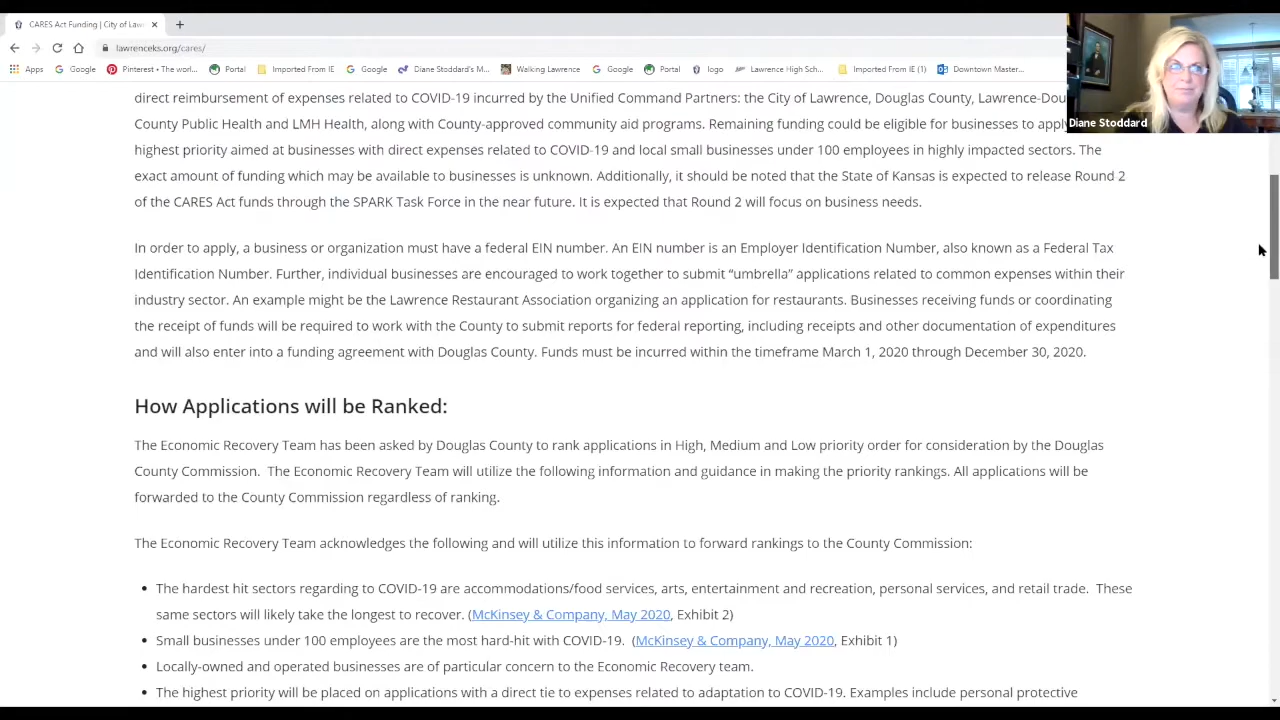 CARES Act Funding | City of Law
lawrenceks.org/cares/
Apps Google Pinterest • The worl... Portal Imported From IE Google Diane Stoddard's M... Walking Lawrence Google Portal logo Lawrence High Sch... Imported From IE (1) Downtown Master...
Diane Stoddard
direct reimbursement of expenses related to COVID-19 incurred by the Unified Command Partners: the City of Lawrence, Douglas County, Lawrence-Dou
County Public Health and LMH Health, along with County-approved community aid programs. Remaining funding could be eligible for businesses to apply
highest priority aimed at businesses with direct expenses related to COVID-19 and local small businesses under 100 employees in highly impacted sectors. The
exact amount of funding which may be available to businesses is unknown. Additionally, it should be noted that the State of Kansas is expected to release Round 2
of the CARES Act funds through the SPARK Task Force in the near future. It is expected that Round 2 will focus on business needs.
In order to apply, a business or organization must have a federal EIN number. An EIN number is an Employer Identification Number, also known as a Federal Tax
Identification Number. Further, individual businesses are encouraged to work together to submit “umbrella” applications related to common expenses within their
industry sector. An example might be the Lawrence Restaurant Association organizing an application for restaurants. Businesses receiving funds or coordinating
the receipt of funds will be required to work with the County to submit reports for federal reporting, including receipts and other documentation of expenditures
and will also enter into a funding agreement with Douglas County. Funds must be incurred within the timeframe March 1, 2020 through December 30, 2020.
How Applications will be Ranked:
The Economic Recovery Team has been asked by Douglas County to rank applications in High, Medium and Low priority order for consideration by the Douglas
County Commission. The Economic Recovery Team will utilize the following information and guidance in making the priority rankings. All applications will be
forwarded to the County Commission regardless of ranking.
The Economic Recovery Team acknowledges the following and will utilize this information to forward rankings to the County Commission:
• The hardest hit sectors regarding to COVID-19 are accommodations/food services, arts, entertainment and recreation, personal services, and retail trade. These
same sectors will likely take the longest to recover. (McKinsey & Company, May 2020, Exhibit 2)
• Small businesses under 100 employees are the most hard-hit with COVID-19. (McKinsey & Company, May 2020, Exhibit 1)
• Locally-owned and operated businesses are of particular concern to the Economic Recovery team.
• The highest priority will be placed on applications with a direct tie to expenses related to adaptation to COVID-19. Examples include personal protective